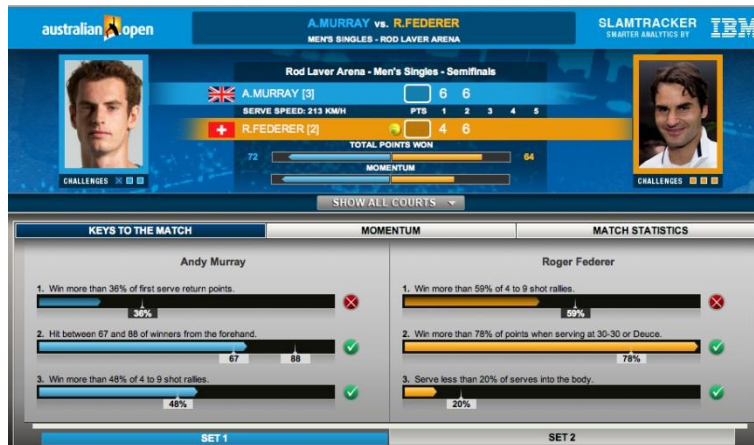 australian open
A.MURRAY vs. R.FEDERER
MEN'S SINGLES - ROD LAVER ARENA
SLAMTRACKER
SMARTER ANALYTICS BY
IBM
Rod Laver Arena - Men's Singles - Semifinals
A.MURRAY [3] 6 6
SERVE SPEED: 213 KM/H PTS 1 2 3 4 5
R.FEDERER [2] 4 6
TOTAL POINTS WON
72 64
MOMENTUM
CHALLENGES
CHALLENGES
SHOW ALL COURTS
KEYS TO THE MATCH MOMENTUM MATCH STATISTICS
Andy Murray
1. Win more than 36% of first serve return points.
36%
2. Hit between 67 and 88 of winners from the forehand.
67 88
3. Win more than 48% of 4 to 9 shot rallies.
48%
Roger Federer
1. Win more than 59% of 4 to 9 shot rallies.
59%
2. Win more than 78% of points when serving at 30-30 or Deuce.
78%
3. Serve less than 20% of serves into the body.
20%
SET 1 SET 2